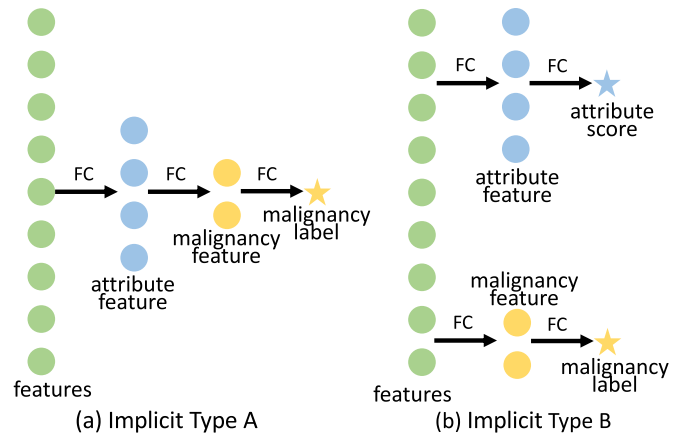 FC
FC
FC
malignancy
label
malignancy
feature
attribute
feature
features
(a) Implicit Type A
FC
FC
attribute
score
attribute
feature
malignancy
feature
FC
FC
malignancy
label
features
(b) Implicit Type B